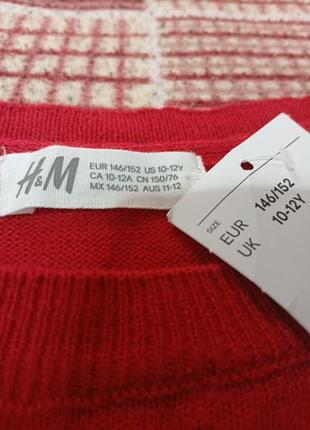 H&M
EUR 146/152 US 10-12Y
CA 10-12A CN 150/76
MX 146/152 AUS 11-12
SIZE
EUR 146/152
UK 10-12Y